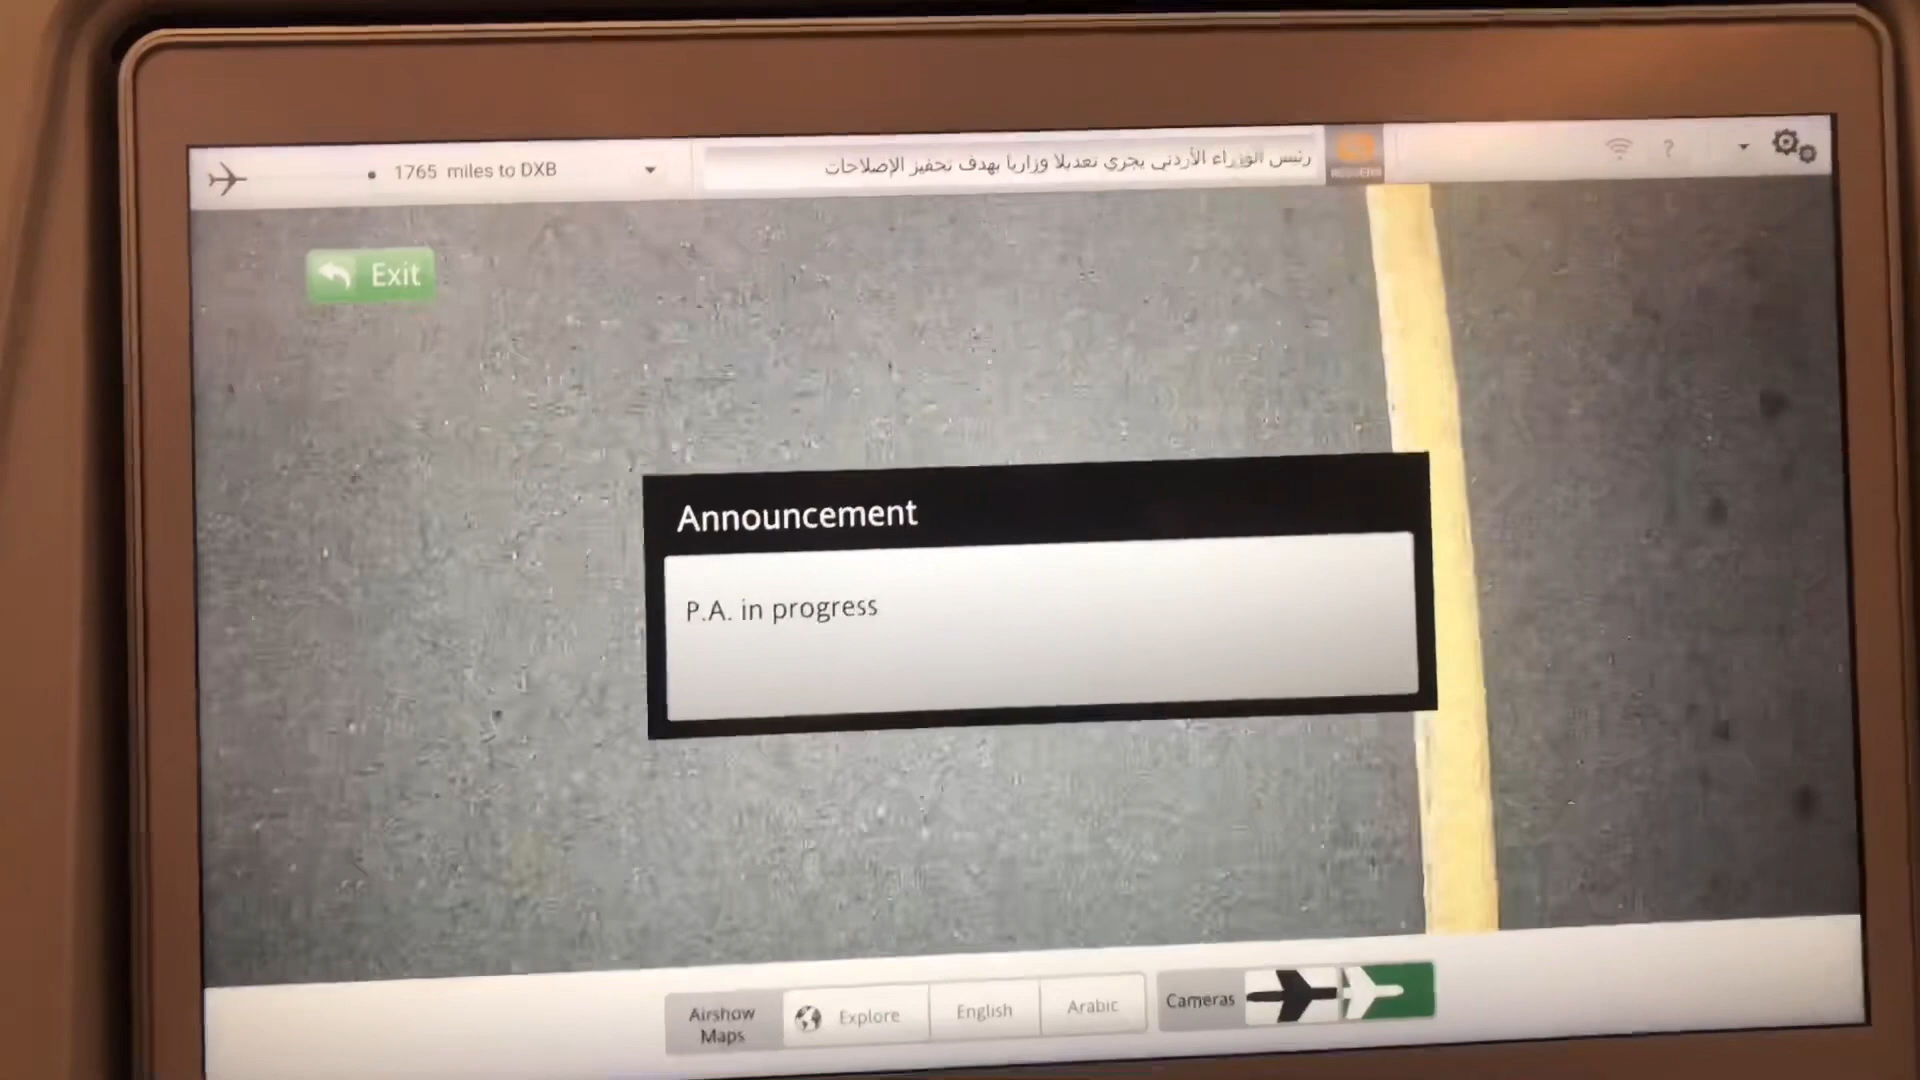 1765 miles to DXB
رئيس الوزراء الأردني يجري تعديلا وزاريا بهدف تحفيز الإصلاحات
?
Exit
Announcement
P.A. in progress
Airshow
Maps
Explore
English
Arabic
Cameras